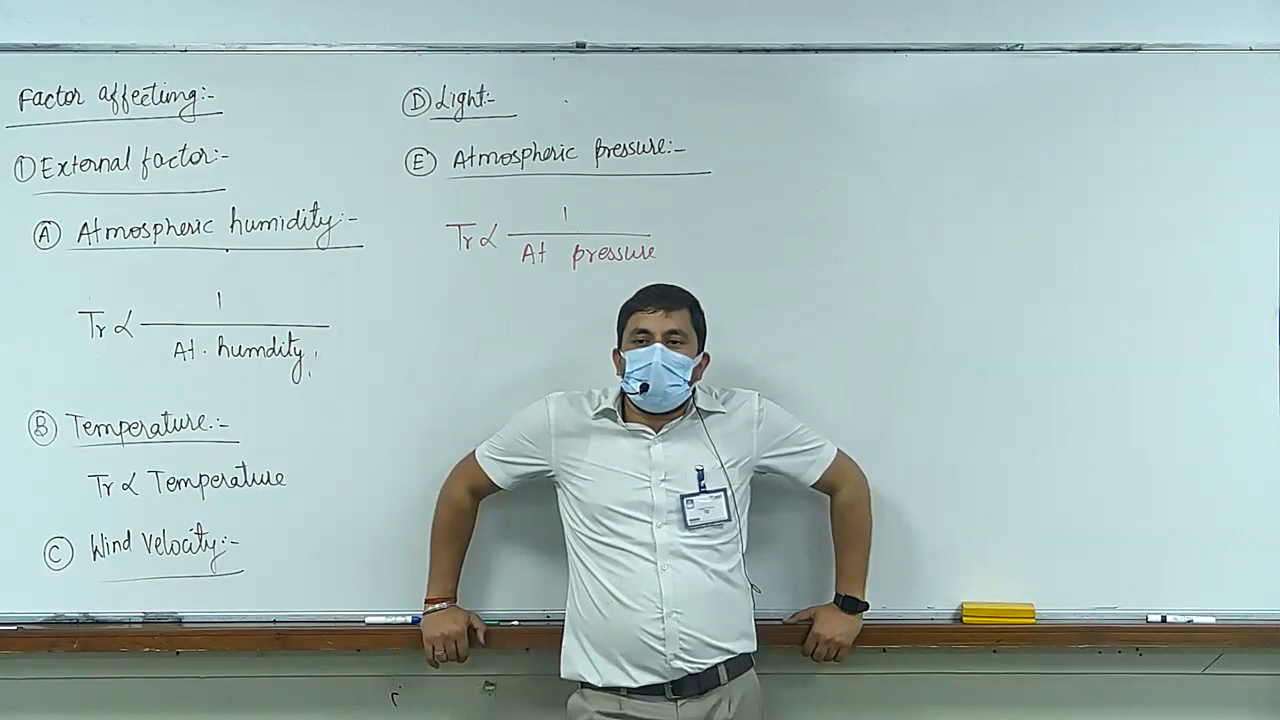 Factor affecting:-
① External factor:-
Ⓐ Atmospheric humidity:-
Tr ∝ 1
At. humdity
Ⓑ Temperature:-
Tr ∝ Temperature
Ⓒ Wind Velocity:-
Ⓓ Light:-
Ⓔ Atmospheric pressure:-
Tr ∝ 1
At pressure